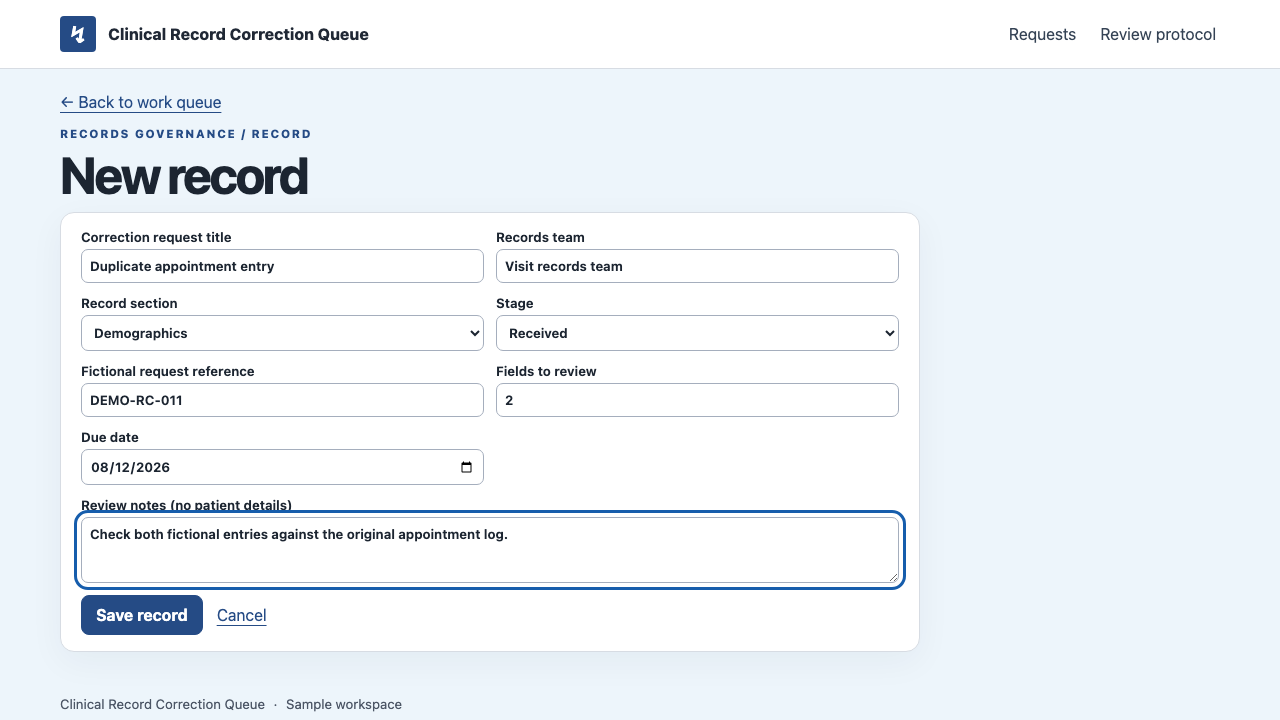 Clinical Record Correction Queue
Requests
Review protocol
← Back to work queue
RECORDS GOVERNANCE / RECORD
New record
Correction request title
Records team
Duplicate appointment entry
Visit records team
Record section
Stage
Demographics
Received
Fictional request reference
Fields to review
DEMO-RC-011
2
Due date
08/12/2026
Review notes (no patient details)
Check both fictional entries against the original appointment log.
Save record
Cancel
Clinical Record Correction Queue · Sample workspace